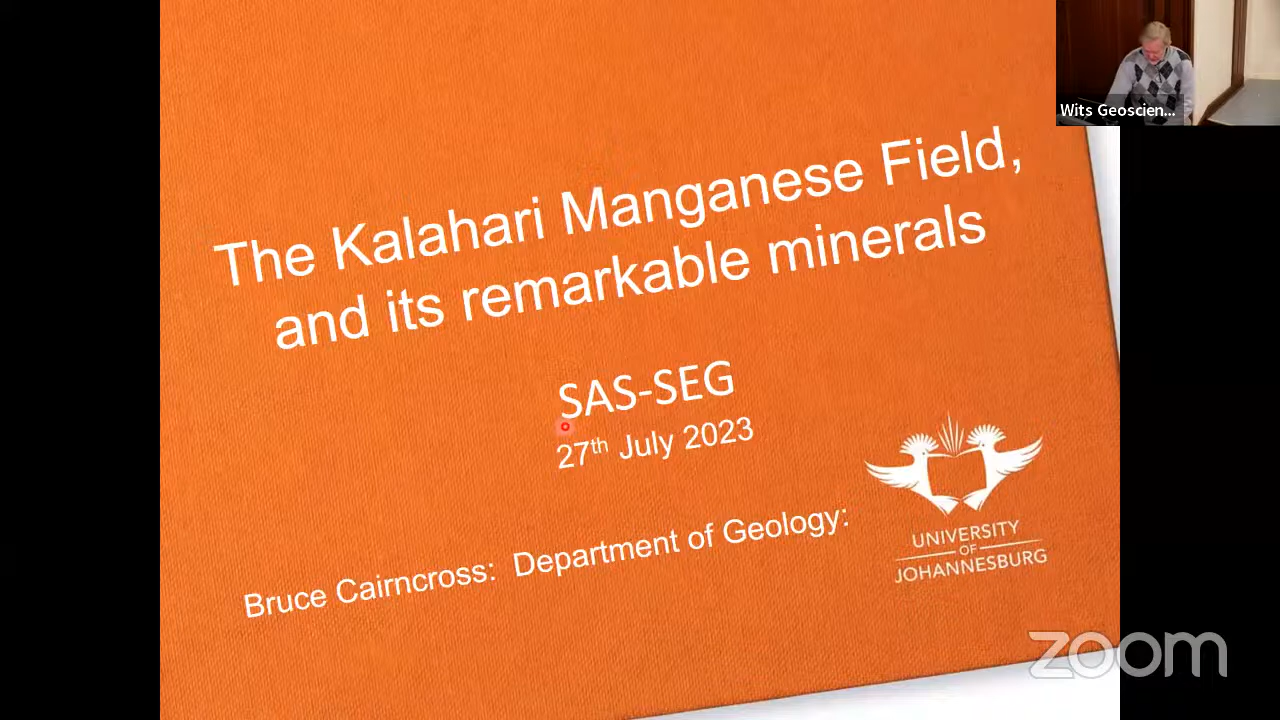 Wits Geoscien...
The Kalahari Manganese Field,
and its remarkable minerals
SAS-SEG
27th July 2023
Bruce Cairncross: Department of Geology:
UNIVERSITY
OF
JOHANNESBURG
zoom